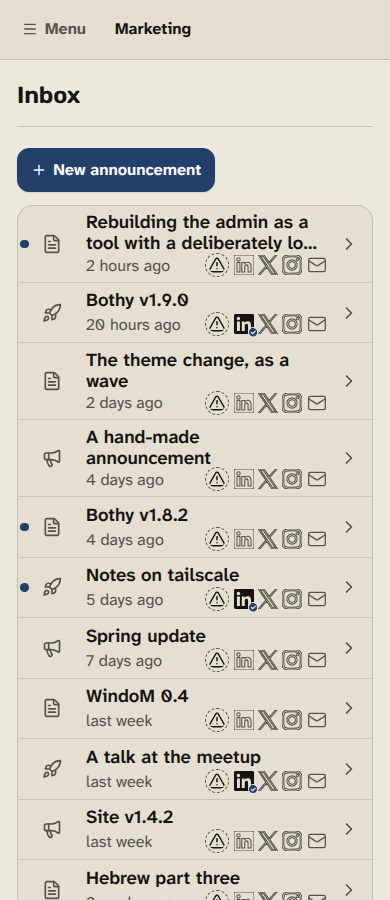 Menu
Marketing
Inbox
New announcement
Rebuilding the admin as a
tool with a deliberately lo...
2 hours ago
Bothy v1.9.0
20 hours ago
The theme change, as a
wave
2 days ago
A hand-made
announcement
4 days ago
Bothy v1.8.2
4 days ago
Notes on tailscale
5 days ago
Spring update
7 days ago
WindoM 0.4
last week
A talk at the meetup
last week
Site v1.4.2
last week
Hebrew part three